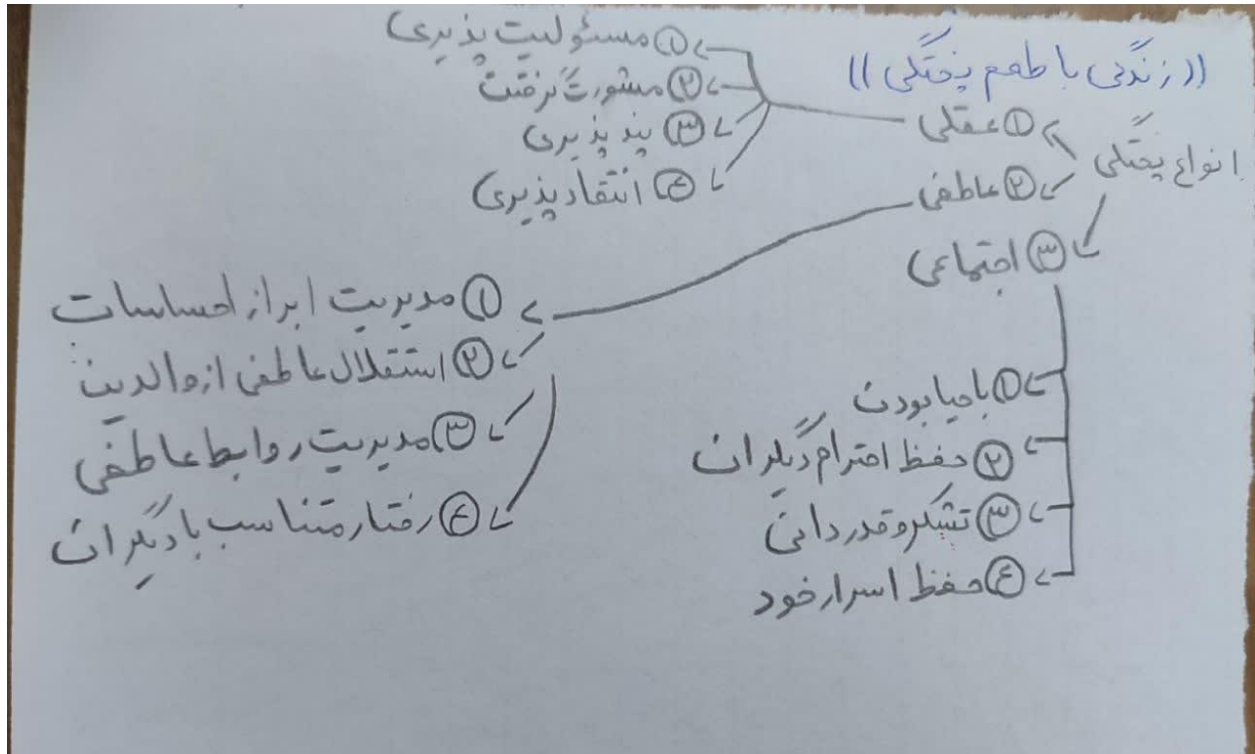 ((زندگی با طعم پختگی))
انواع پختگی
① عقلی
① مسئولیت پذیری
② مشورت گرفتن
③ پند پذیری
④ انتقاد پذیری
② عاطفی
① مدیریت ابراز احساسات
② استقلال عاطفی از والدین
③ مدیریت روابط عاطفی
④ رفتار متناسب با دیگران
③ اجتماعی
① باحیا بودن
② حفظ احترام دیگران
③ تشکر و قدردانی
④ حفظ اسرار خود